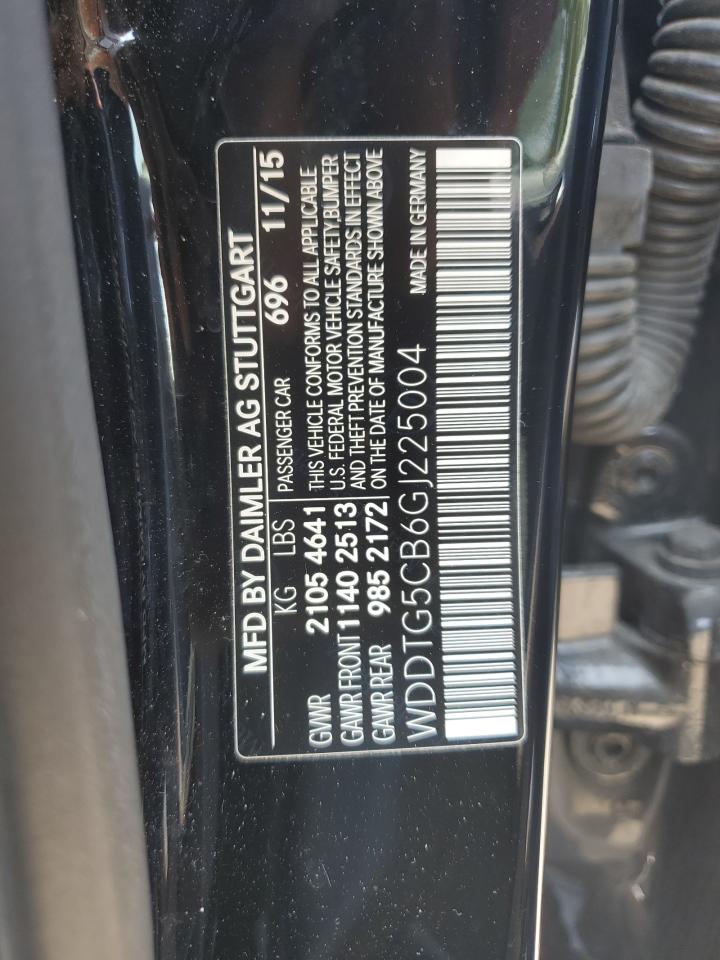 MFD BY DAIMLER AG STUTTGART
696 11/15
KG LBS PASSENGER CAR
GVWR 2105 4641
GAWR FRONT 1140 2513
GAWR REAR 985 2172
THIS VEHICLE CONFORMS TO ALL APPLICABLE
U.S. FEDERAL MOTOR VEHICLE SAFETY, BUMPER
AND THEFT PREVENTION STANDARDS IN EFFECT
ON THE DATE OF MANUFACTURE SHOWN ABOVE
WDDTG5CB6GJ225004 MADE IN GERMANY